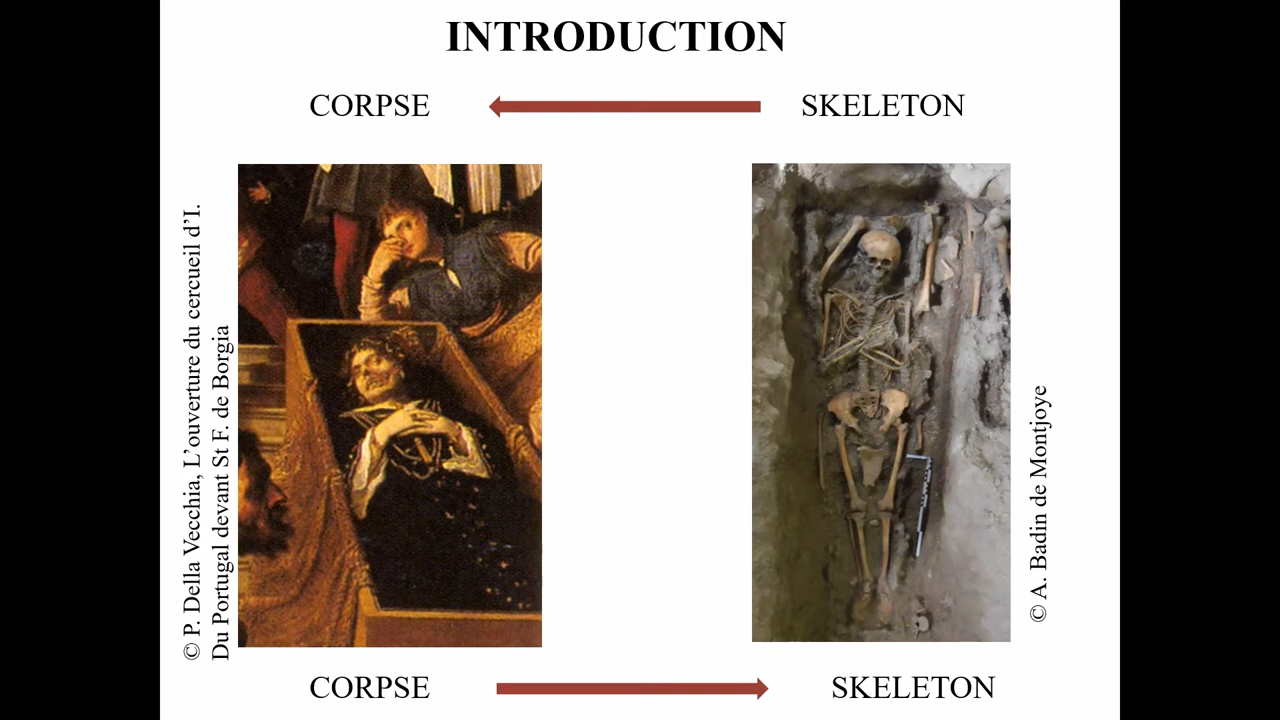 INTRODUCTION
CORPSE
SKELETON
© P. Della Vecchia, L’ouverture du cercueil d’I.
Du Portugal devant St F. de Borgia
© A. Badin de Montjoye
CORPSE
SKELETON